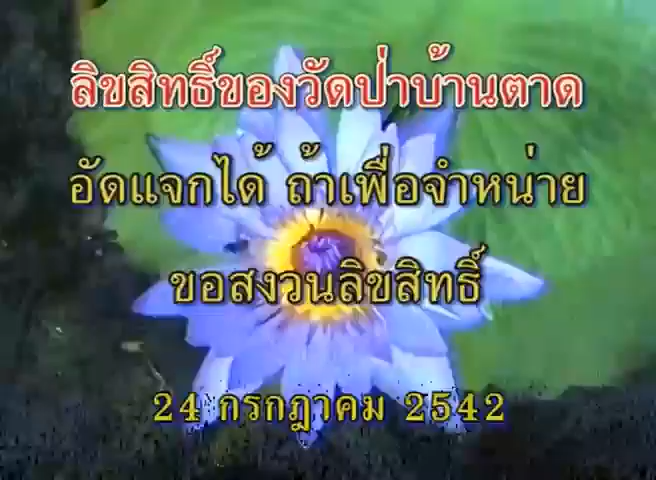 ลิขสิทธิ์ของวัดป่าบ้านตาด
อัดแจกได้ ถ้าเพื่อจำหน่าย
ขอสงวนลิขสิทธิ์
24 กรกฎาคม 2542